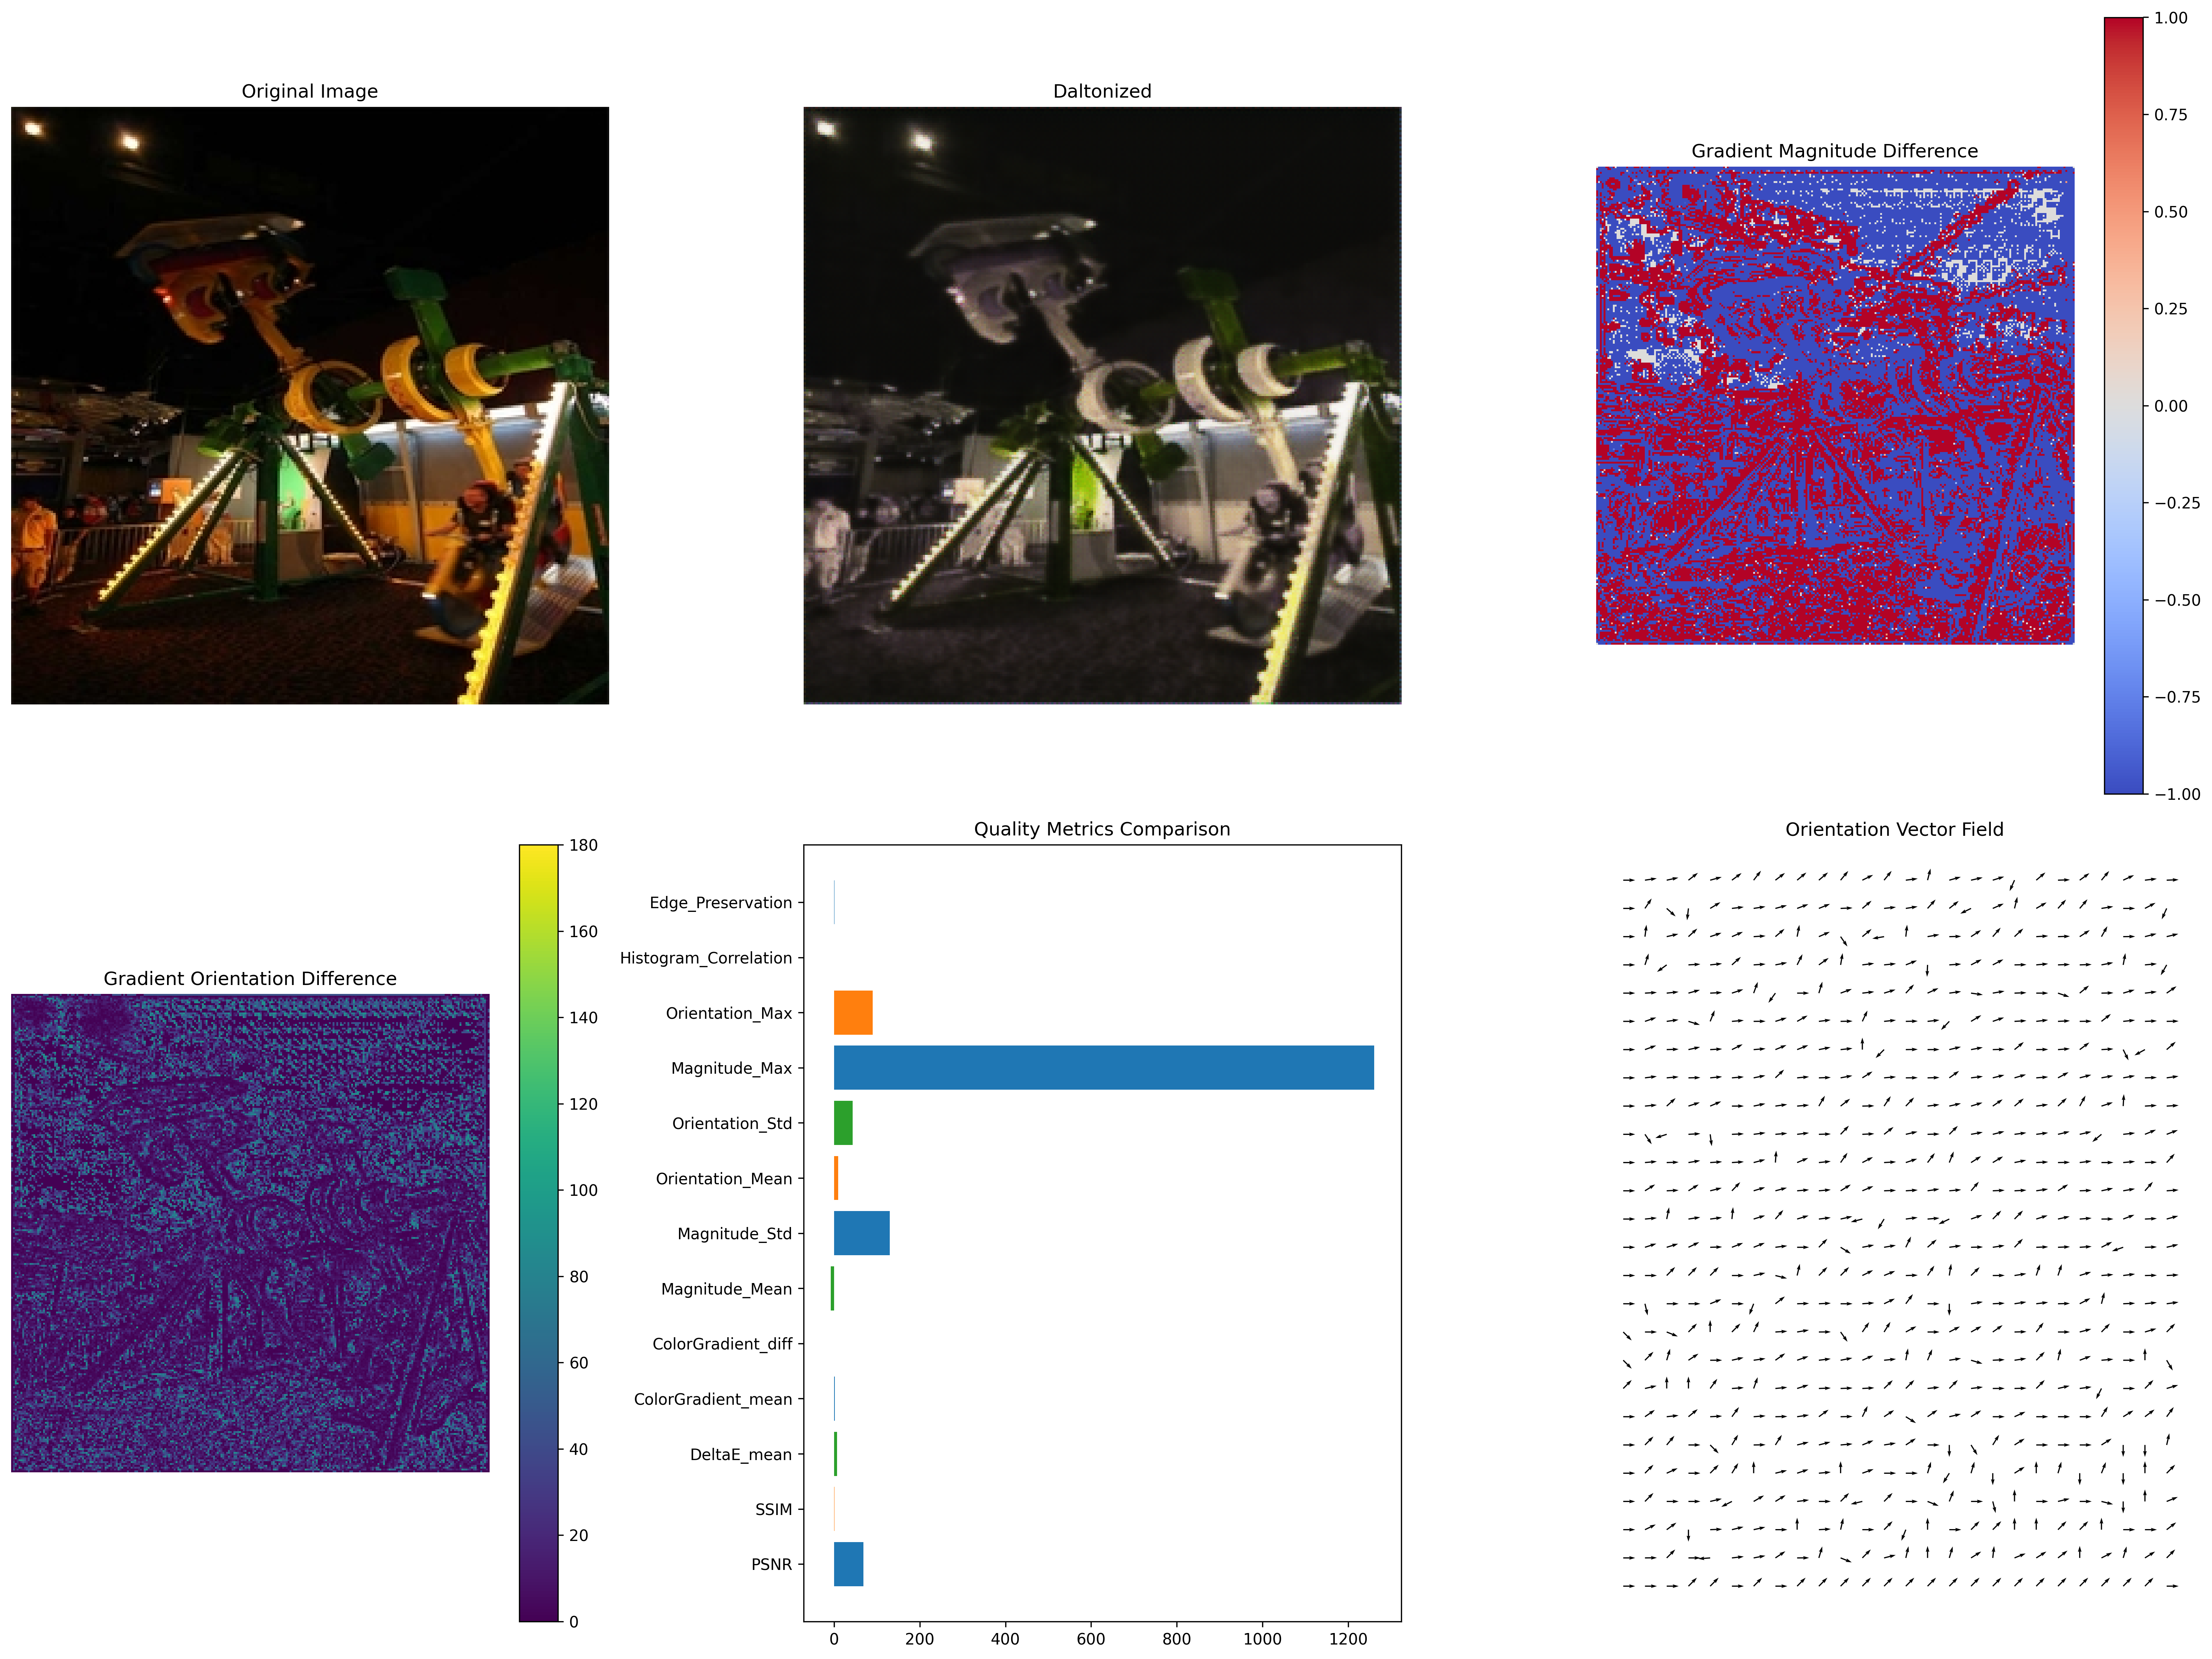 Original Image
Daltonized
Gradient Magnitude Difference
1.00
0.75
0.50
0.25
0.00
−0.25
−0.50
−0.75
−1.00
Gradient Orientation Difference
180
160
140
120
100
80
60
40
20
0
Quality Metrics Comparison
Edge_Preservation
Histogram_Correlation
Orientation_Max
Magnitude_Max
Orientation_Std
Orientation_Mean
Magnitude_Std
Magnitude_Mean
ColorGradient_diff
ColorGradient_mean
DeltaE_mean
SSIM
PSNR
0 200 400 600 800 1000 1200
Orientation Vector Field